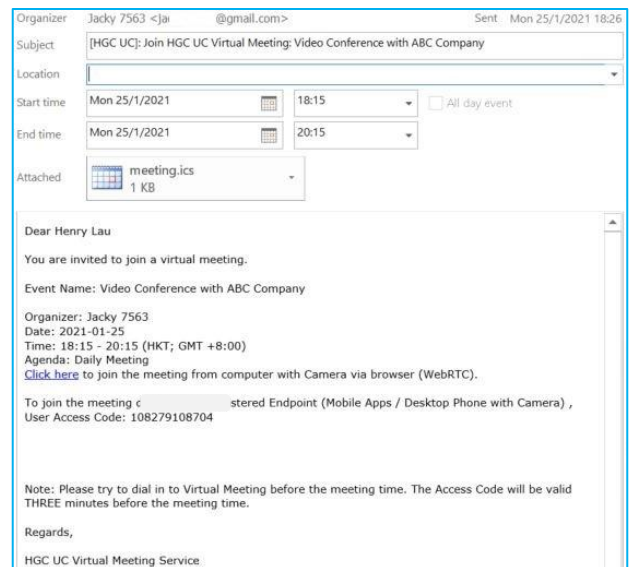 Organizer Jacky 7563 <Ja @gmail.com> Sent Mon 25/1/2021 18:26
Subject [HGC UC]: Join HGC UC Virtual Meeting: Video Conference with ABC Company
Location
Start time Mon 25/1/2021 18:15 All day event
End time Mon 25/1/2021 20:15
Attached meeting.ics
1 KB
Dear Henry Lau
You are invited to join a virtual meeting.
Event Name: Video Conference with ABC Company
Organizer: Jacky 7563
Date: 2021-01-25
Time: 18:15 - 20:15 (HKT; GMT +8:00)
Agenda: Daily Meeting
Click here to join the meeting from computer with Camera via browser (WebRTC).
To join the meeting stered Endpoint (Mobile Apps / Desktop Phone with Camera) ,
User Access Code: 108279108704
Note: Please try to dial in to Virtual Meeting before the meeting time. The Access Code will be valid
THREE minutes before the meeting time.
Regards,
HGC UC Virtual Meeting Service